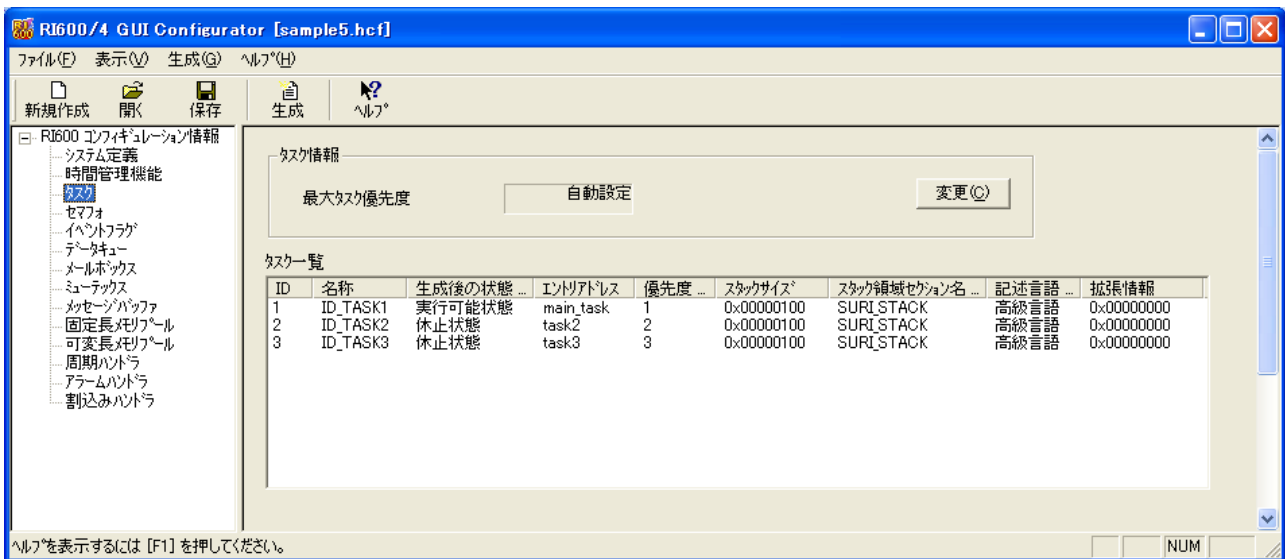 RI600/4 GUI Configurator [sample5.hcf]
ファイル(F) 表示(V) 生成(G) ヘルプ(H)
新規作成 開く 保存 生成 ヘルプ
RI600 コンフィギュレーション情報
システム定義
時間管理機能
タスク
セマフォ
イベントフラグ
データキュー
メールボックス
ミューテックス
メッセージバッファ
固定長メモリプール
可変長メモリプール
周期ハンドラ
アラームハンドラ
割込みハンドラ
タスク情報
最大タスク優先度 自動設定 変更(C)
タスク一覧
ID 名称 生成後の状態 ... エントリアドレス 優先度 ... スタックサイズ スタック領域セクション名 ... 記述言語 ... 拡張情報
1 ID_TASK1 実行可能状態 main_task 1 0x00000100 SURI_STACK 高級言語 0x00000000
2 ID_TASK2 休止状態 task2 2 0x00000100 SURI_STACK 高級言語 0x00000000
3 ID_TASK3 休止状態 task3 3 0x00000100 SURI_STACK 高級言語 0x00000000
ヘルプを表示するには [F1] を押してください。 NUM